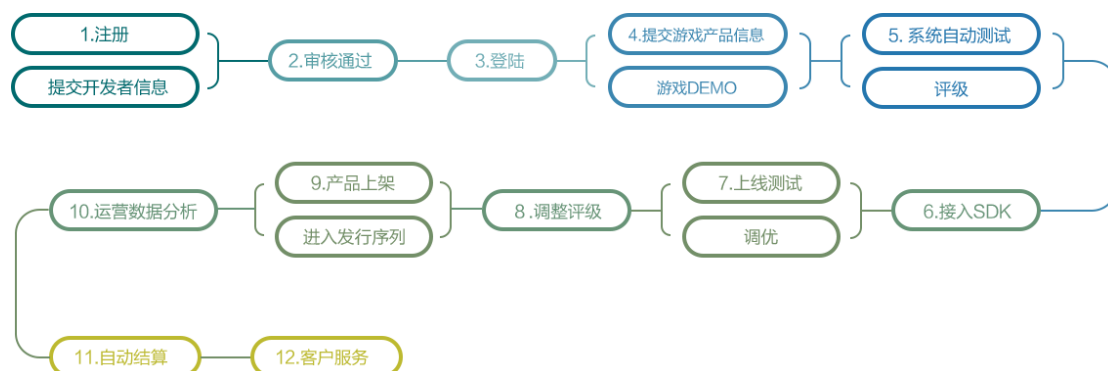 1.注册
提交开发者信息
2.审核通过
3.登陆
4.提交游戏产品信息
游戏DEMO
5. 系统自动测试
评级
6.接入SDK
7.上线测试
调优
8 .调整评级
9.产品上架
进入发行序列
10.运营数据分析
11.自动结算
12.客户服务